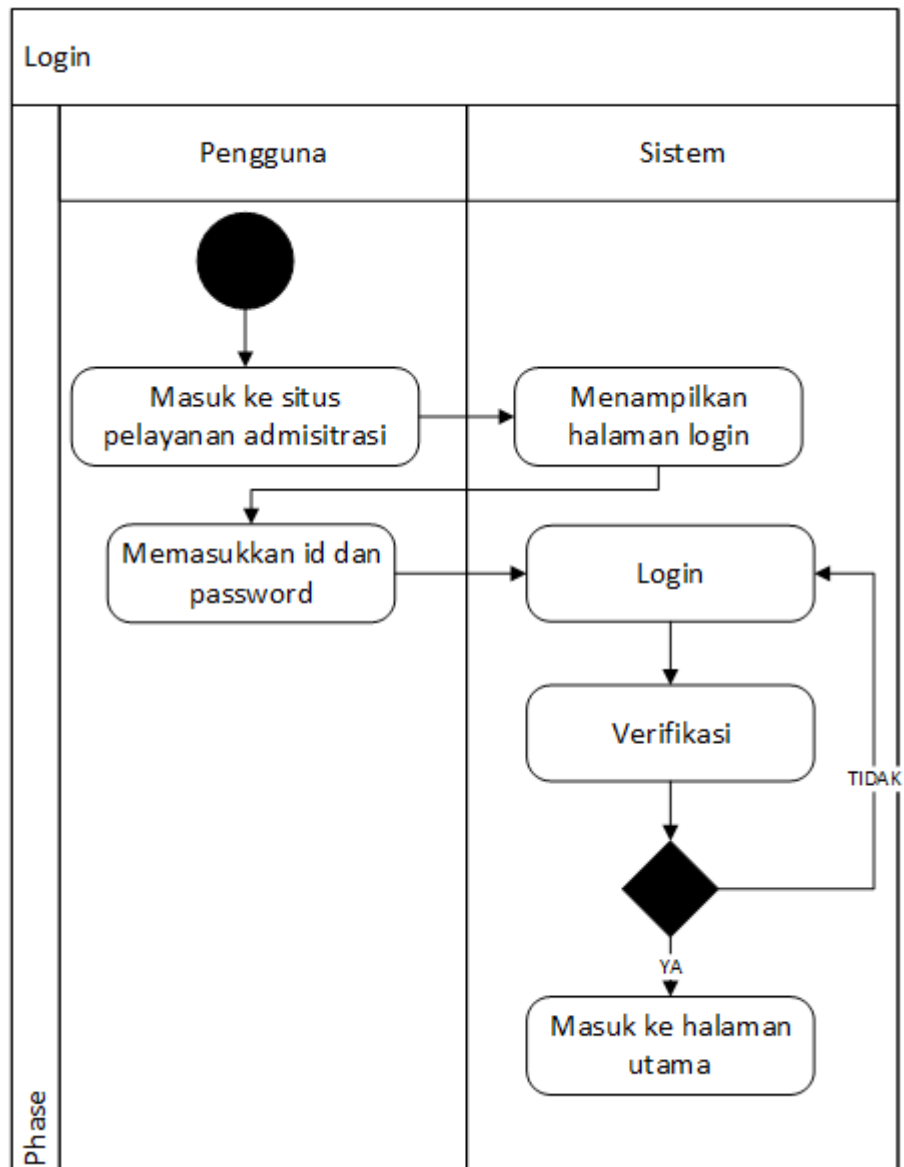 Login
Pengguna
Sistem
Masuk ke situs
pelayanan admisitrasi
Menampilkan
halaman login
Memasukkan id dan
password
Login
Verifikasi
TIDAK
YA
Masuk ke halaman
utama
Phase